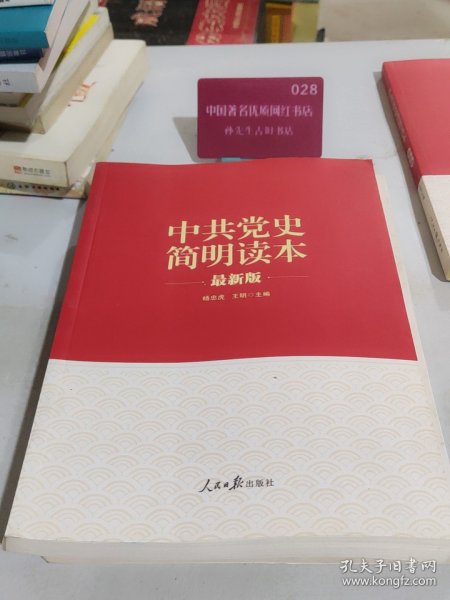 028
中国著名优质网红书店
孙先生古旧书店
中共党史
简明读本
最新版
杨忠虎 王明 主编
人民日报出版社
孔夫子旧书网
www.kongfz.com